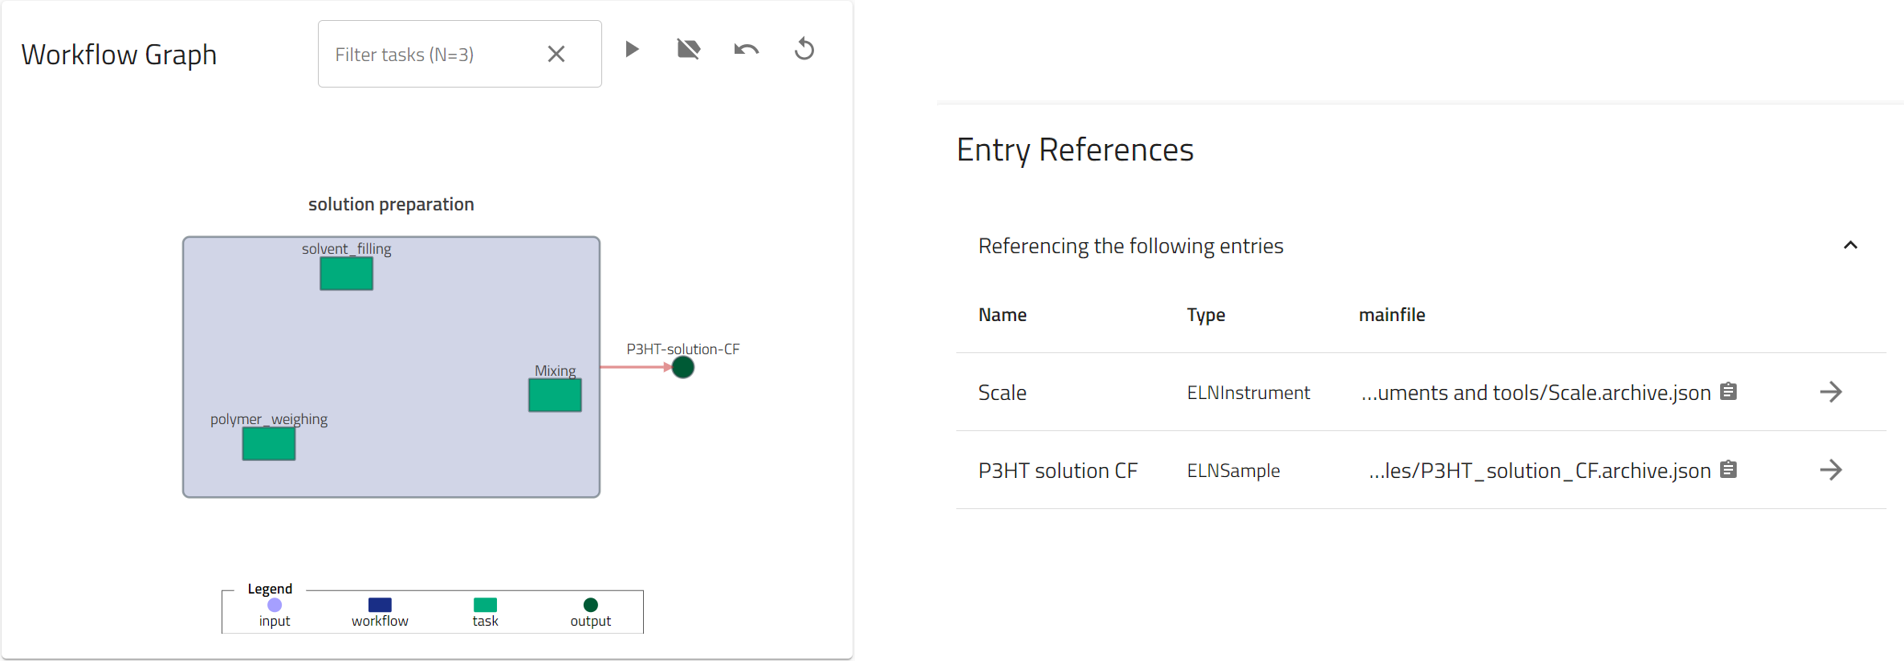 Workflow Graph
Filter tasks (N=3)
solution preparation
solvent_filling
P3HT-solution-CF
Mixing
polymer_weighing
Legend
input workflow task output
Entry References
Referencing the following entries
Name Type mainfile
Scale ELNInstrument ...uments and tools/Scale.archive.json
P3HT solution CF ELNSample ...les/P3HT_solution_CF.archive.json